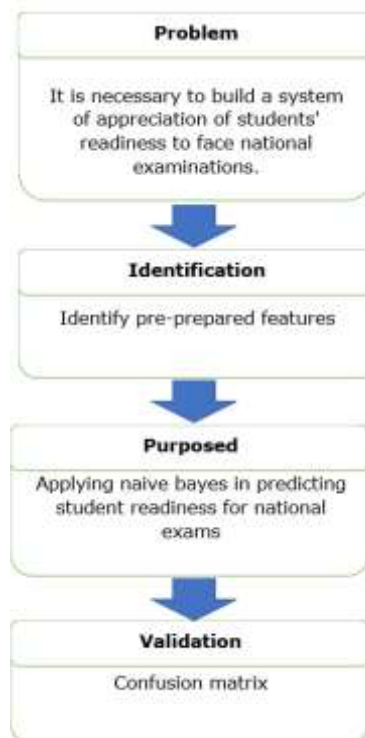 Problem
It is necessary to build a system
of appreciation of students'
readiness to face national
examinations.
Identification
Identify pre-prepared features
Purposed
Applying naive bayes in predicting
student readiness for national
exams
Validation
Confusion matrix